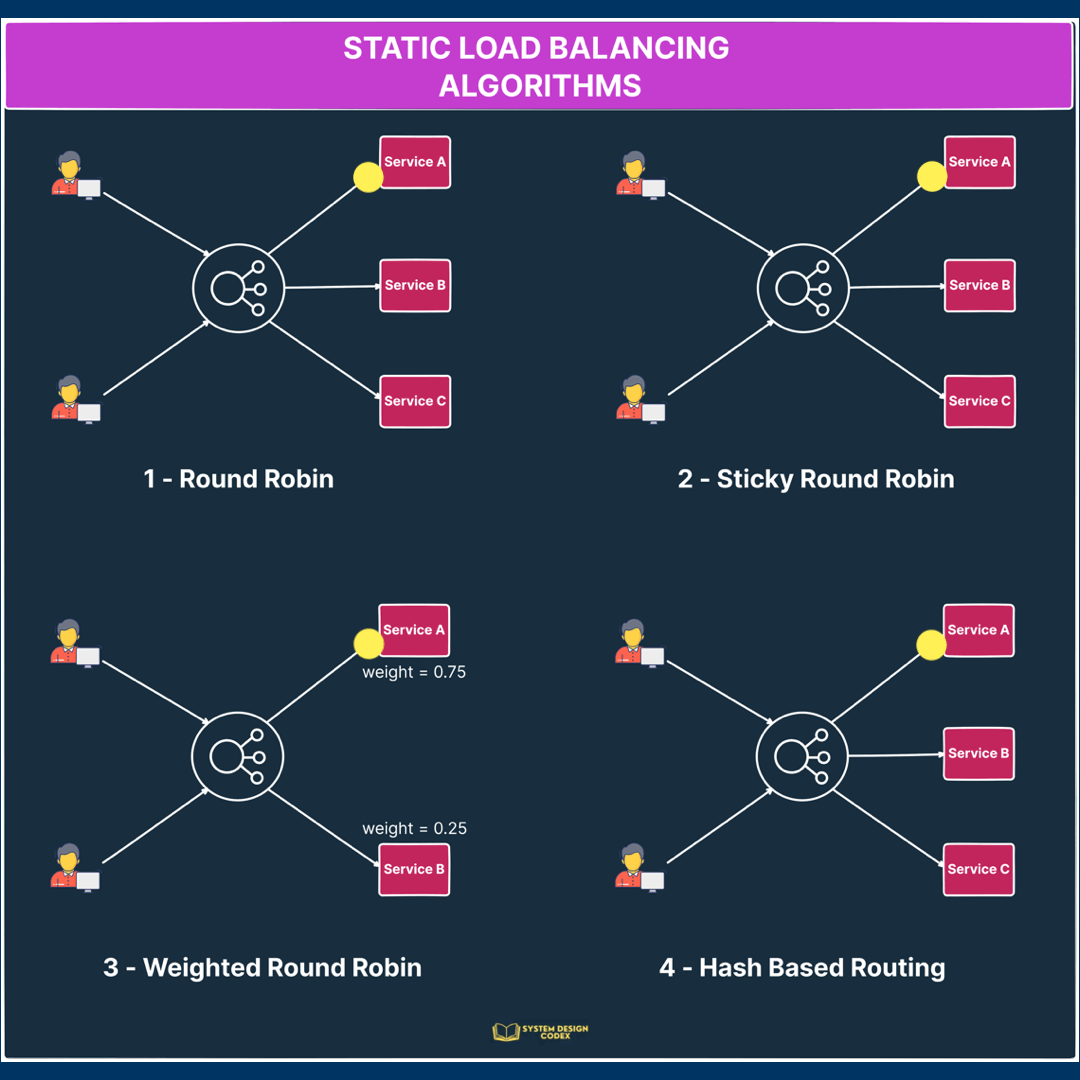 STATIC LOAD BALANCING
ALGORITHMS
Service A
Service B
Service C
1 - Round Robin
Service A
Service B
Service C
2 - Sticky Round Robin
Service A
weight = 0.75
weight = 0.25
Service B
3 - Weighted Round Robin
Service A
Service B
Service C
4 - Hash Based Routing
SYSTEM DESIGN
CODEX